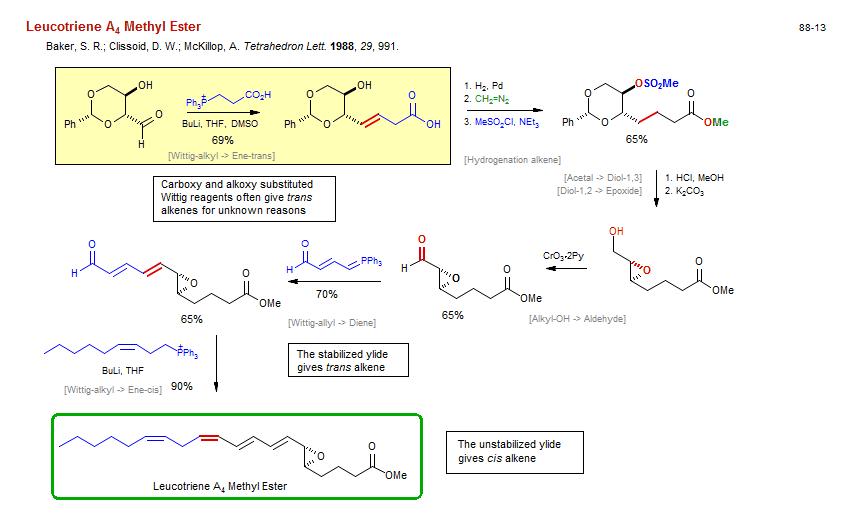 Leucotriene A4 Methyl Ester
88-13
Baker, S. R.; Clissoid, D. W.; McKillop, A. Tetrahedron Lett. 1988, 29, 991.
OH
O
O
Ph
O
H
Ph3P+
CO2H
BuLi, THF, DMSO
69%
[Wittig-alkyl -> Ene-trans]
OH
O
O
Ph
O
OH
1. H2, Pd
2. CH2=N2
3. MeSO2Cl, NEt3
[Hydrogenation alkene]
OSO2Me
O
O
Ph
O
OMe
65%
Carboxy and alkoxy substituted
Wittig reagents often give trans
alkenes for unknown reasons
[Acetal -> Diol-1,3]
[Diol-1,2 -> Epoxide]
1. HCl, MeOH
2. K2CO3
O
H
O
O
OMe
65%
O
H
PPh3
70%
[Wittig-allyl -> Diene]
O
H
O
O
OMe
65%
CrO3•2Py
[Alkyl-OH -> Aldehyde]
OH
O
O
OMe
The stabilized ylide
gives trans alkene
+PPh3
BuLi, THF
[Wittig-alkyl -> Ene-cis]
90%
O
O
OMe
Leucotriene A4 Methyl Ester
The unstabilized ylide
gives cis alkene